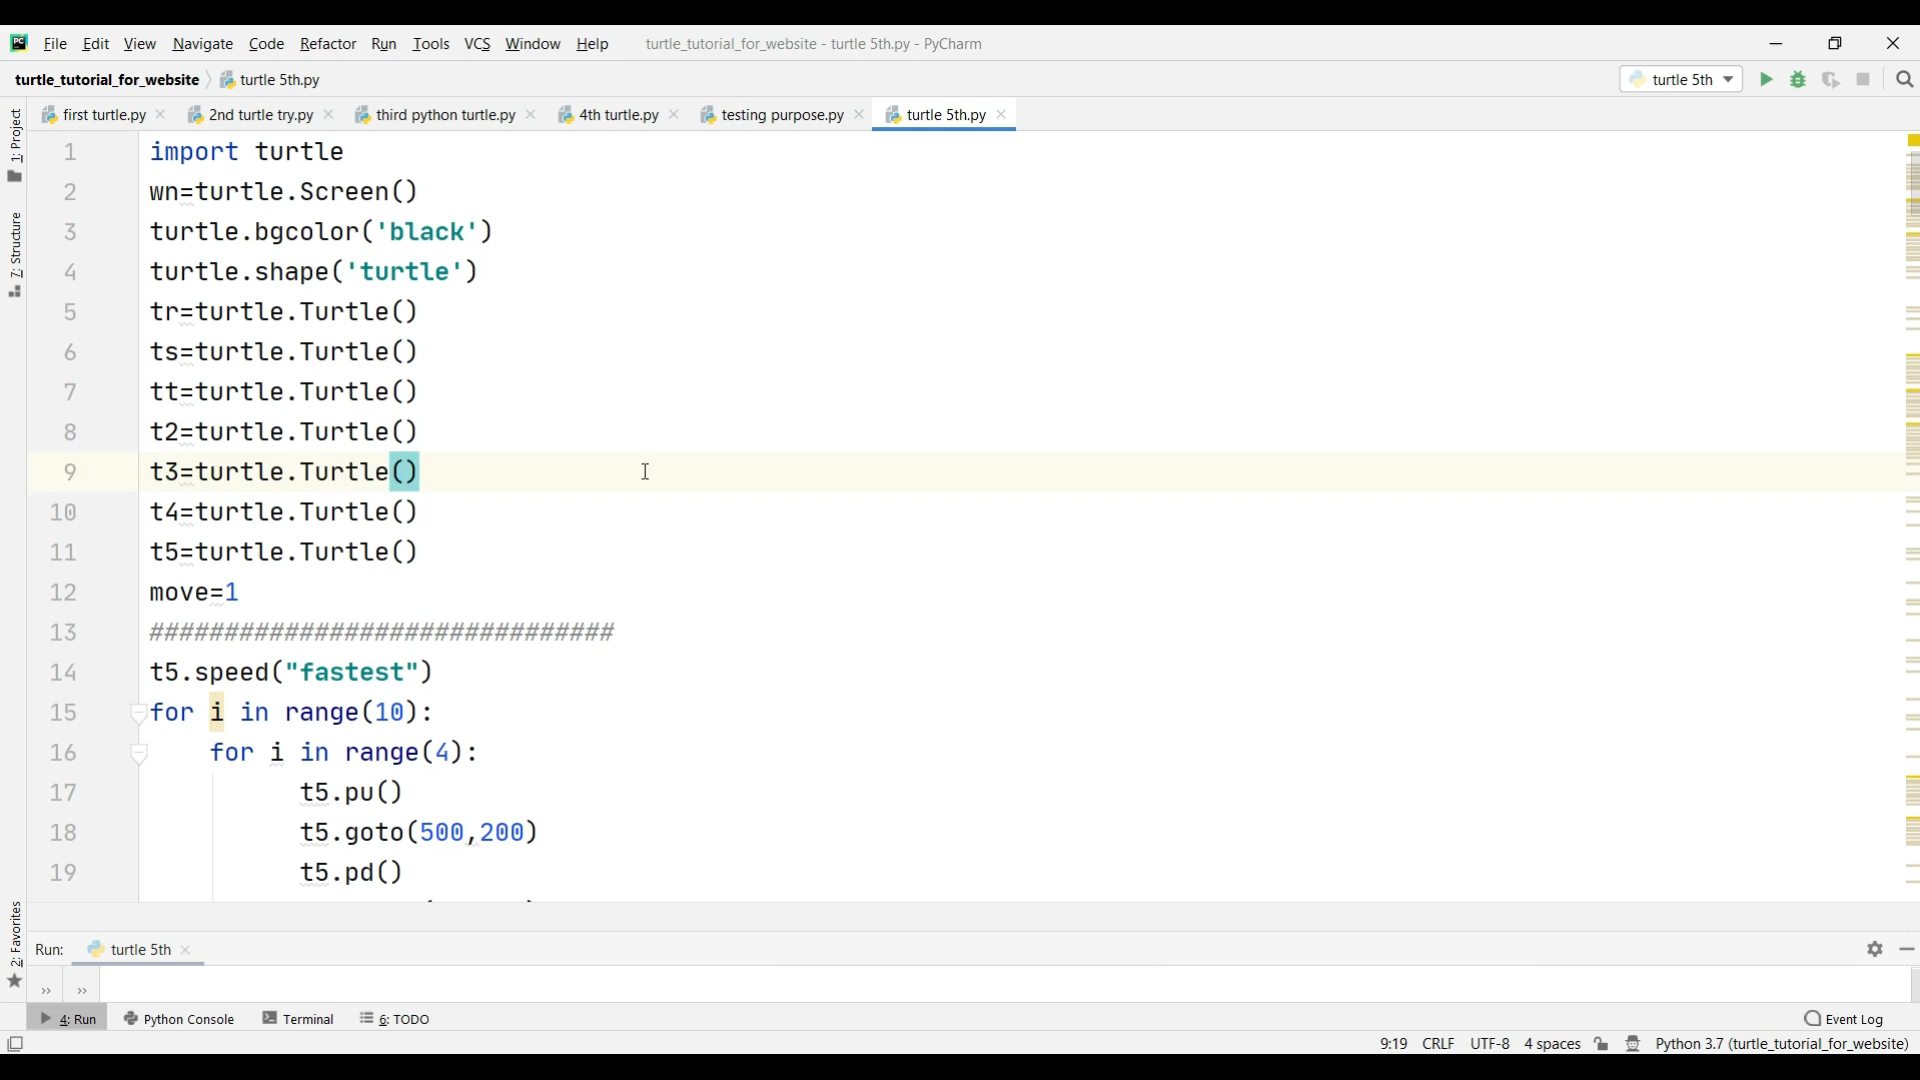 PC File Edit View Navigate Code Refactor Run Tools VCS Window Help turtle_tutorial_for_website - turtle 5th.py - PyCharm
turtle_tutorial_for_website turtle 5th.py turtle 5th
first turtle.py 2nd turtle try.py third python turtle.py 4th turtle.py testing purpose.py turtle 5th.py
1: Project
7: Structure
2: Favorites
1 import turtle
2 wn=turtle.Screen()
3 turtle.bgcolor('black')
4 turtle.shape('turtle')
5 tr=turtle.Turtle()
6 ts=turtle.Turtle()
7 tt=turtle.Turtle()
8 t2=turtle.Turtle()
9 t3=turtle.Turtle()
10 t4=turtle.Turtle()
11 t5=turtle.Turtle()
12 move=1
13 ###############################
14 t5.speed("fastest")
15 for i in range(10):
16 for i in range(4):
17 t5.pu()
18 t5.goto(500,200)
19 t5.pd()
Run: turtle 5th
» »
4: Run Python Console Terminal 6: TODO Event Log
9:19 CRLF UTF-8 4 spaces Python 3.7 (turtle_tutorial_for_website)